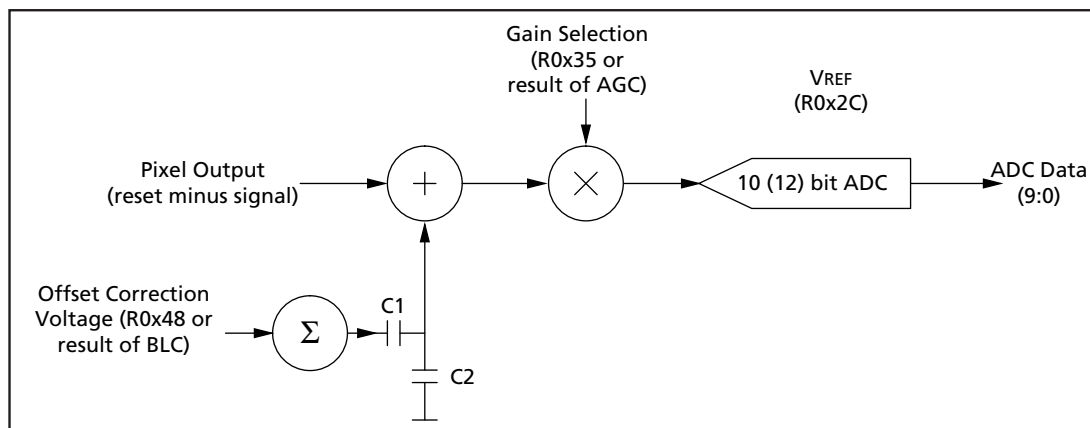 Gain Selection
(R0x35 or
result of AGC)
VREF
(R0x2C)
Pixel Output
(reset minus signal)
+
×
10 (12) bit ADC
ADC Data
(9:0)
Offset Correction
Voltage (R0x48 or
result of BLC)
Σ
C1
C2